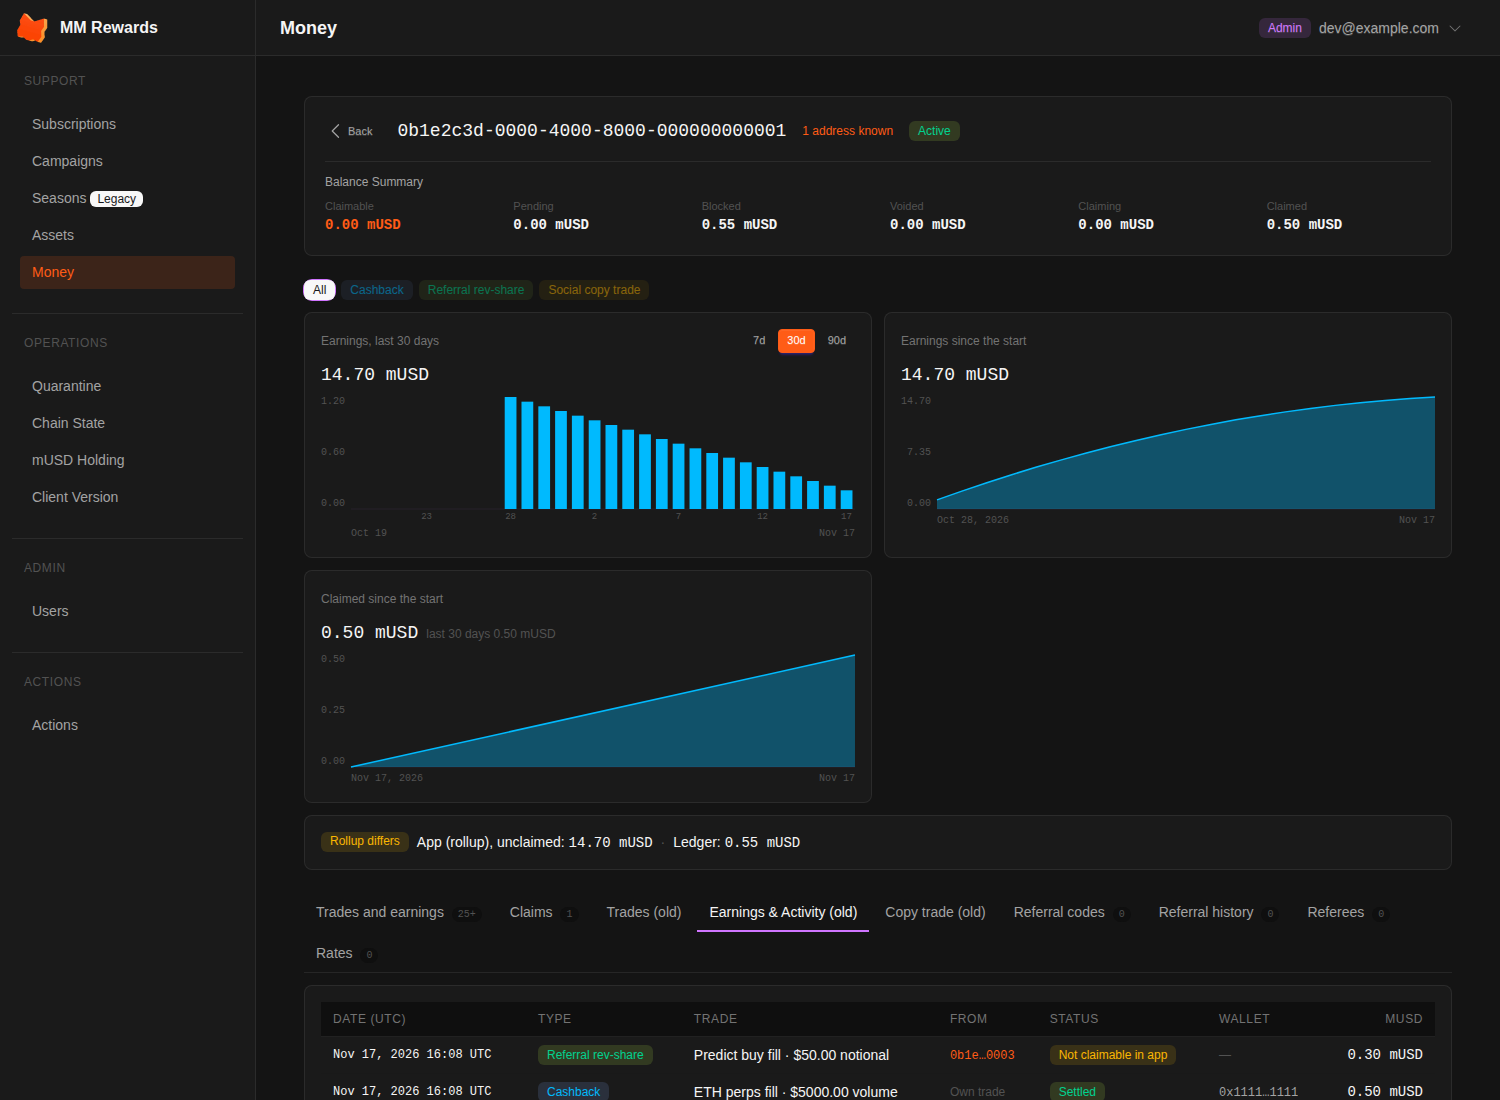 MM Rewards
Money
Admin dev@example.com
SUPPORT
Subscriptions
Campaigns
Seasons Legacy
Assets
Money
OPERATIONS
Quarantine
Chain State
mUSD Holding
Client Version
ADMIN
Users
ACTIONS
Actions
Back 0b1e2c3d-0000-4000-8000-000000000001 1 address known Active
Balance Summary
Claimable Pending Blocked Voided Claiming Claimed
0.00 mUSD 0.00 mUSD 0.55 mUSD 0.00 mUSD 0.00 mUSD 0.50 mUSD
All Cashback Referral rev-share Social copy trade
Earnings, last 30 days 7d 30d 90d
14.70 mUSD
1.20
0.60
0.00
23 28 2 7 12 17
Oct 19 Nov 17
Earnings since the start
14.70 mUSD
14.70
7.35
0.00
Oct 28, 2026 Nov 17
Claimed since the start
0.50 mUSD last 30 days 0.50 mUSD
0.50
0.25
0.00
Nov 17, 2026 Nov 17
Rollup differs App (rollup), unclaimed: 14.70 mUSD · Ledger: 0.55 mUSD
Trades and earnings 25+ Claims 1 Trades (old) Earnings & Activity (old) Copy trade (old) Referral codes 0 Referral history 0 Referees 0
Rates 0
DATE (UTC) TYPE TRADE FROM STATUS WALLET MUSD
Nov 17, 2026 16:08 UTC Referral rev-share Predict buy fill · $50.00 notional 0b1e…0003 Not claimable in app — 0.30 mUSD
Nov 17, 2026 16:08 UTC Cashback ETH perps fill · $5000.00 volume Own trade Settled 0x1111…1111 0.50 mUSD